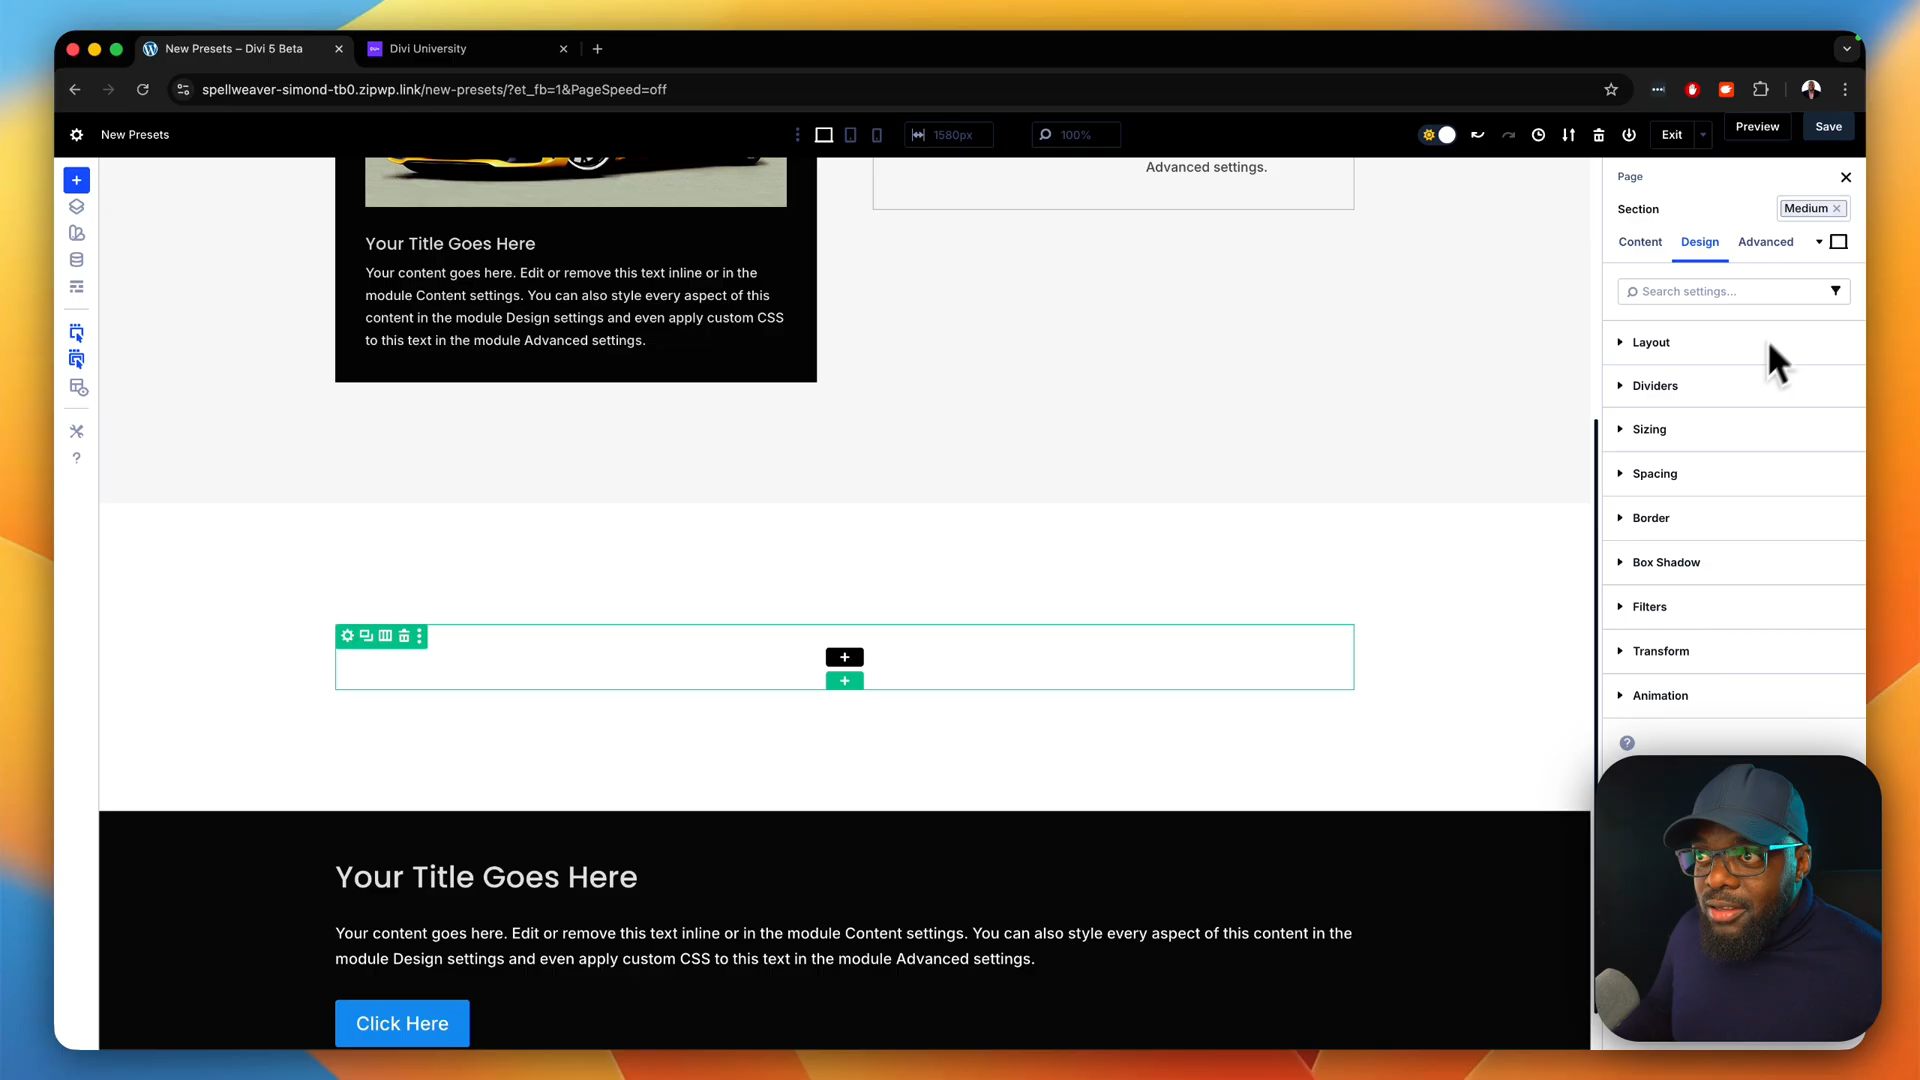 New Presets – Divi 5 Beta
Divi University
spellweaver-simond-tb0.zipwp.link/new-presets/?et_fb=1&PageSpeed=off
New Presets
1580px
100%
Exit
Preview
Save
Page
Section
Medium
Content
Design
Advanced
Search settings...
Layout
Dividers
Sizing
Spacing
Border
Box Shadow
Filters
Transform
Animation
Advanced settings.
Your Title Goes Here
Your content goes here. Edit or remove this text inline or in the
module Content settings. You can also style every aspect of this
content in the module Design settings and even apply custom CSS
to this text in the module Advanced settings.
Your Title Goes Here
Your content goes here. Edit or remove this text inline or in the module Content settings. You can also style every aspect of this content in the
module Design settings and even apply custom CSS to this text in the module Advanced settings.
Click Here